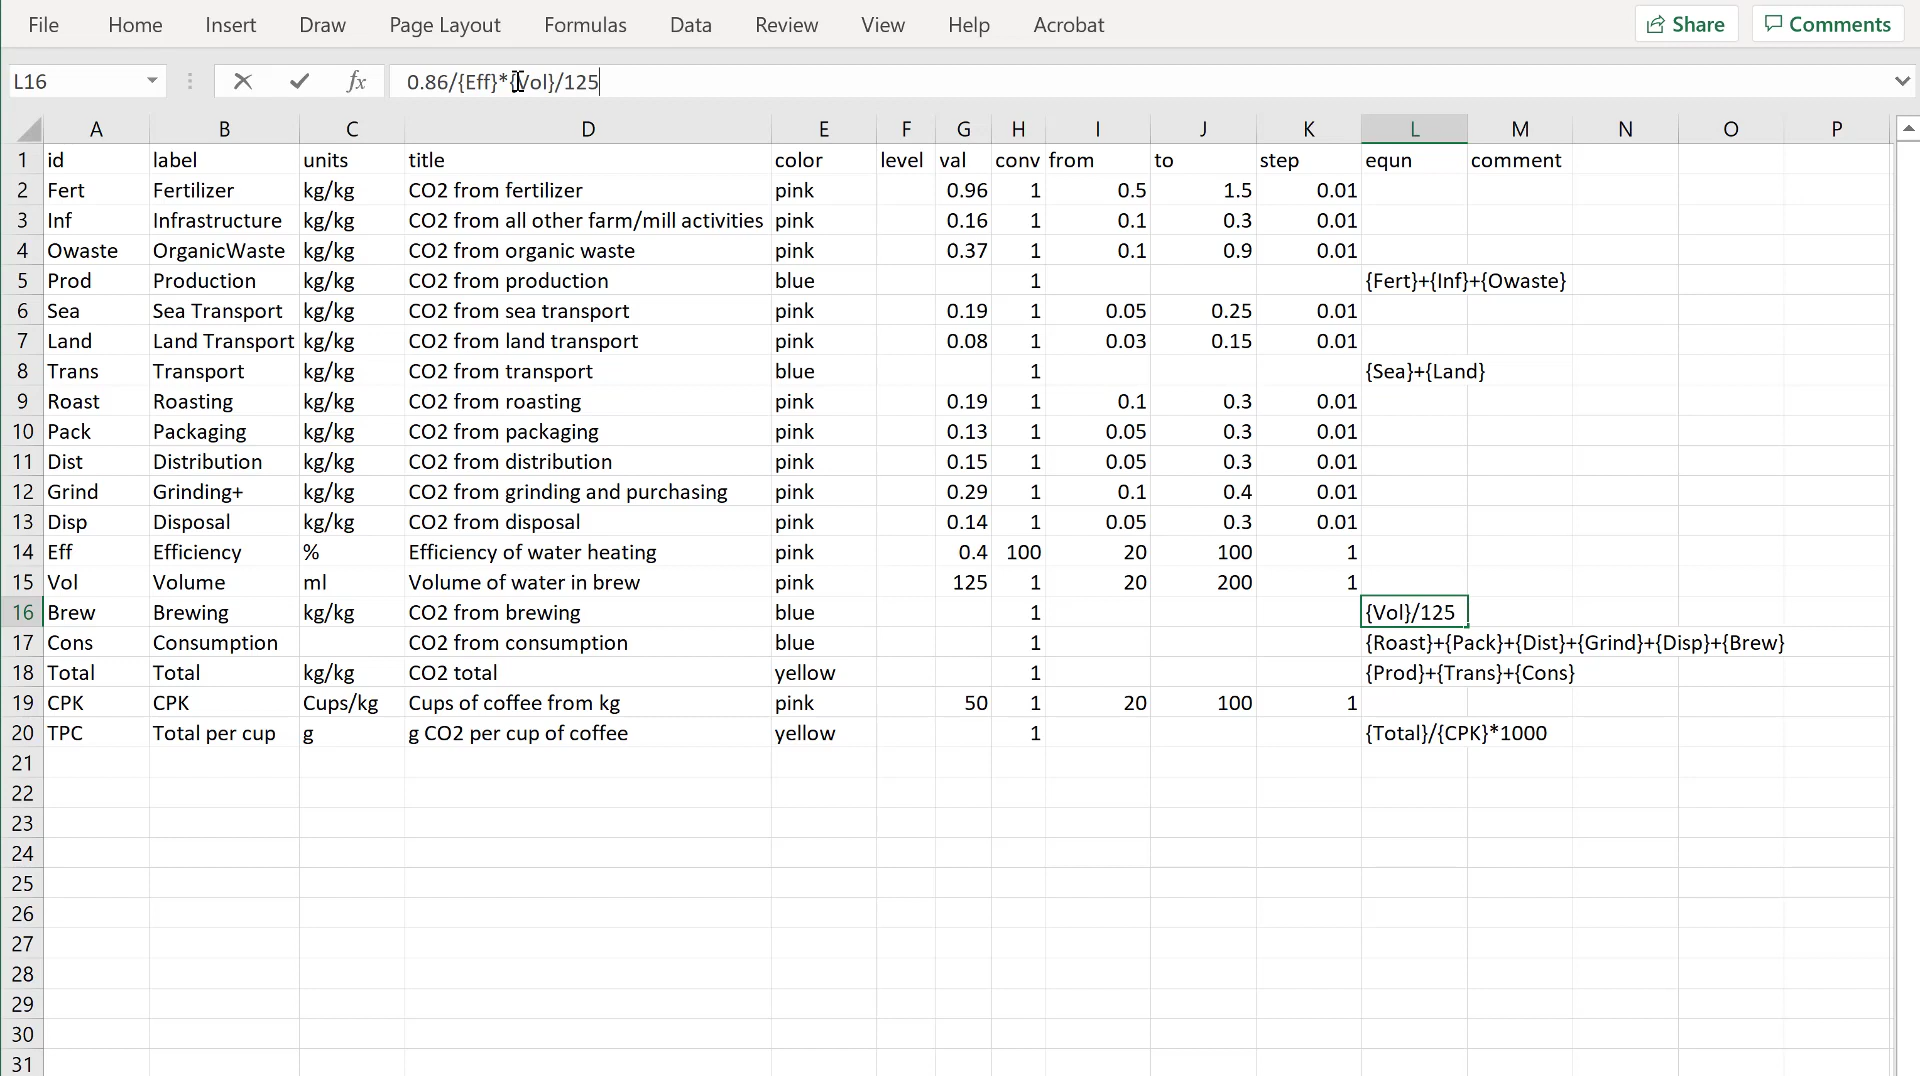 File Home Insert Draw Page Layout Formulas Data Review View Help Acrobat Share Comments
L16 fx 0.86/{Eff}*{Vol}/125
A B C D E F G H I J K L M N O P
1 id label units title color level val conv from to step equn comment
2 Fert Fertilizer kg/kg CO2 from fertilizer pink 0.96 1 0.5 1.5 0.01
3 Inf Infrastructure kg/kg CO2 from all other farm/mill activities pink 0.16 1 0.1 0.3 0.01
4 Owaste OrganicWaste kg/kg CO2 from organic waste pink 0.37 1 0.1 0.9 0.01
5 Prod Production kg/kg CO2 from production blue 1 {Fert}+{Inf}+{Owaste}
6 Sea Sea Transport kg/kg CO2 from sea transport pink 0.19 1 0.05 0.25 0.01
7 Land Land Transport kg/kg CO2 from land transport pink 0.08 1 0.03 0.15 0.01
8 Trans Transport kg/kg CO2 from transport blue 1 {Sea}+{Land}
9 Roast Roasting kg/kg CO2 from roasting pink 0.19 1 0.1 0.3 0.01
10 Pack Packaging kg/kg CO2 from packaging pink 0.13 1 0.05 0.3 0.01
11 Dist Distribution kg/kg CO2 from distribution pink 0.15 1 0.05 0.3 0.01
12 Grind Grinding+ kg/kg CO2 from grinding and purchasing pink 0.29 1 0.1 0.4 0.01
13 Disp Disposal kg/kg CO2 from disposal pink 0.14 1 0.05 0.3 0.01
14 Eff Efficiency % Efficiency of water heating pink 0.4 100 20 100 1
15 Vol Volume ml Volume of water in brew pink 125 1 20 200 1
16 Brew Brewing kg/kg CO2 from brewing blue 1 {Vol}/125
17 Cons Consumption CO2 from consumption blue 1 {Roast}+{Pack}+{Dist}+{Grind}+{Disp}+{Brew}
18 Total Total kg/kg CO2 total yellow 1 {Prod}+{Trans}+{Cons}
19 CPK CPK Cups/kg Cups of coffee from kg pink 50 1 20 100 1
20 TPC Total per cup g g CO2 per cup of coffee yellow 1 {Total}/{CPK}*1000
21
22
23
24
25
26
27
28
29
30
31